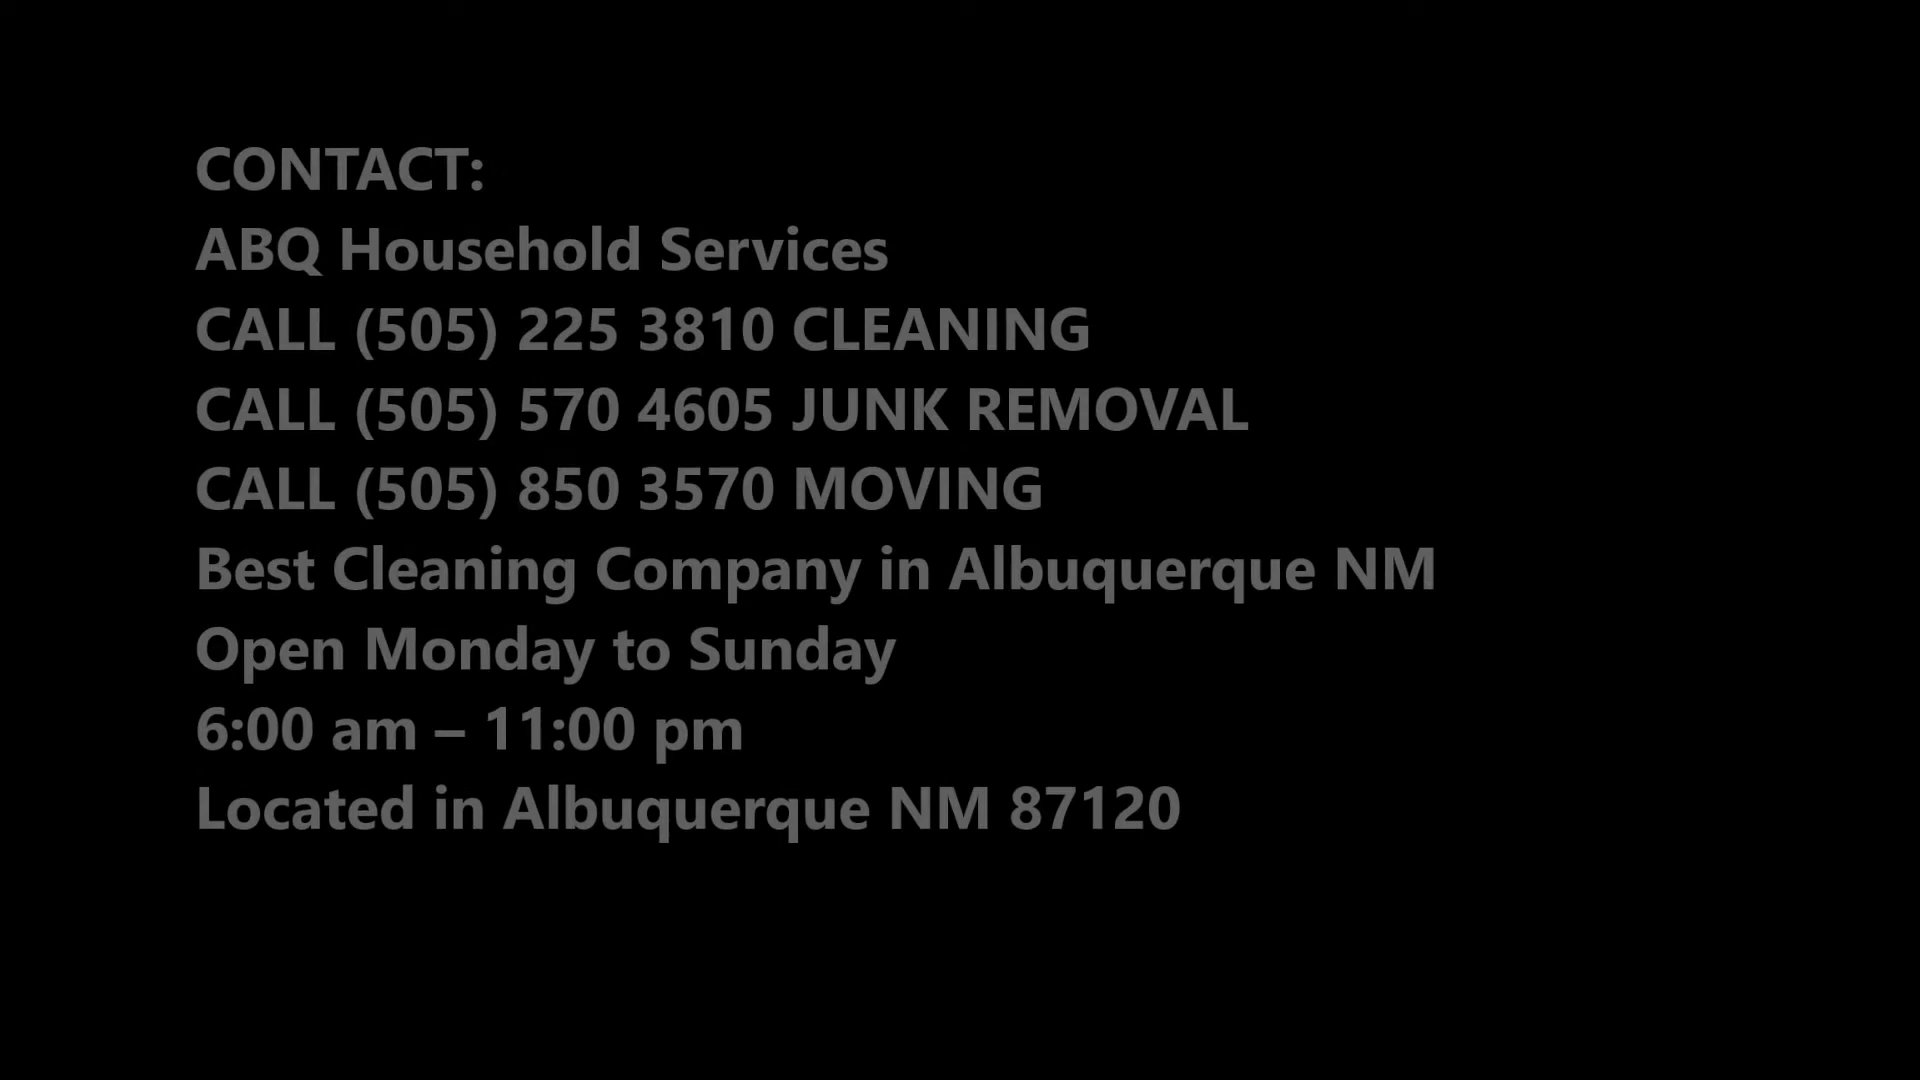 CONTACT:
ABQ Household Services
CALL (505) 225 3810 CLEANING
CALL (505) 570 4605 JUNK REMOVAL
CALL (505) 850 3570 MOVING
Best Cleaning Company in Albuquerque NM
Open Monday to Sunday
6:00 am – 11:00 pm
Located in Albuquerque NM 87120